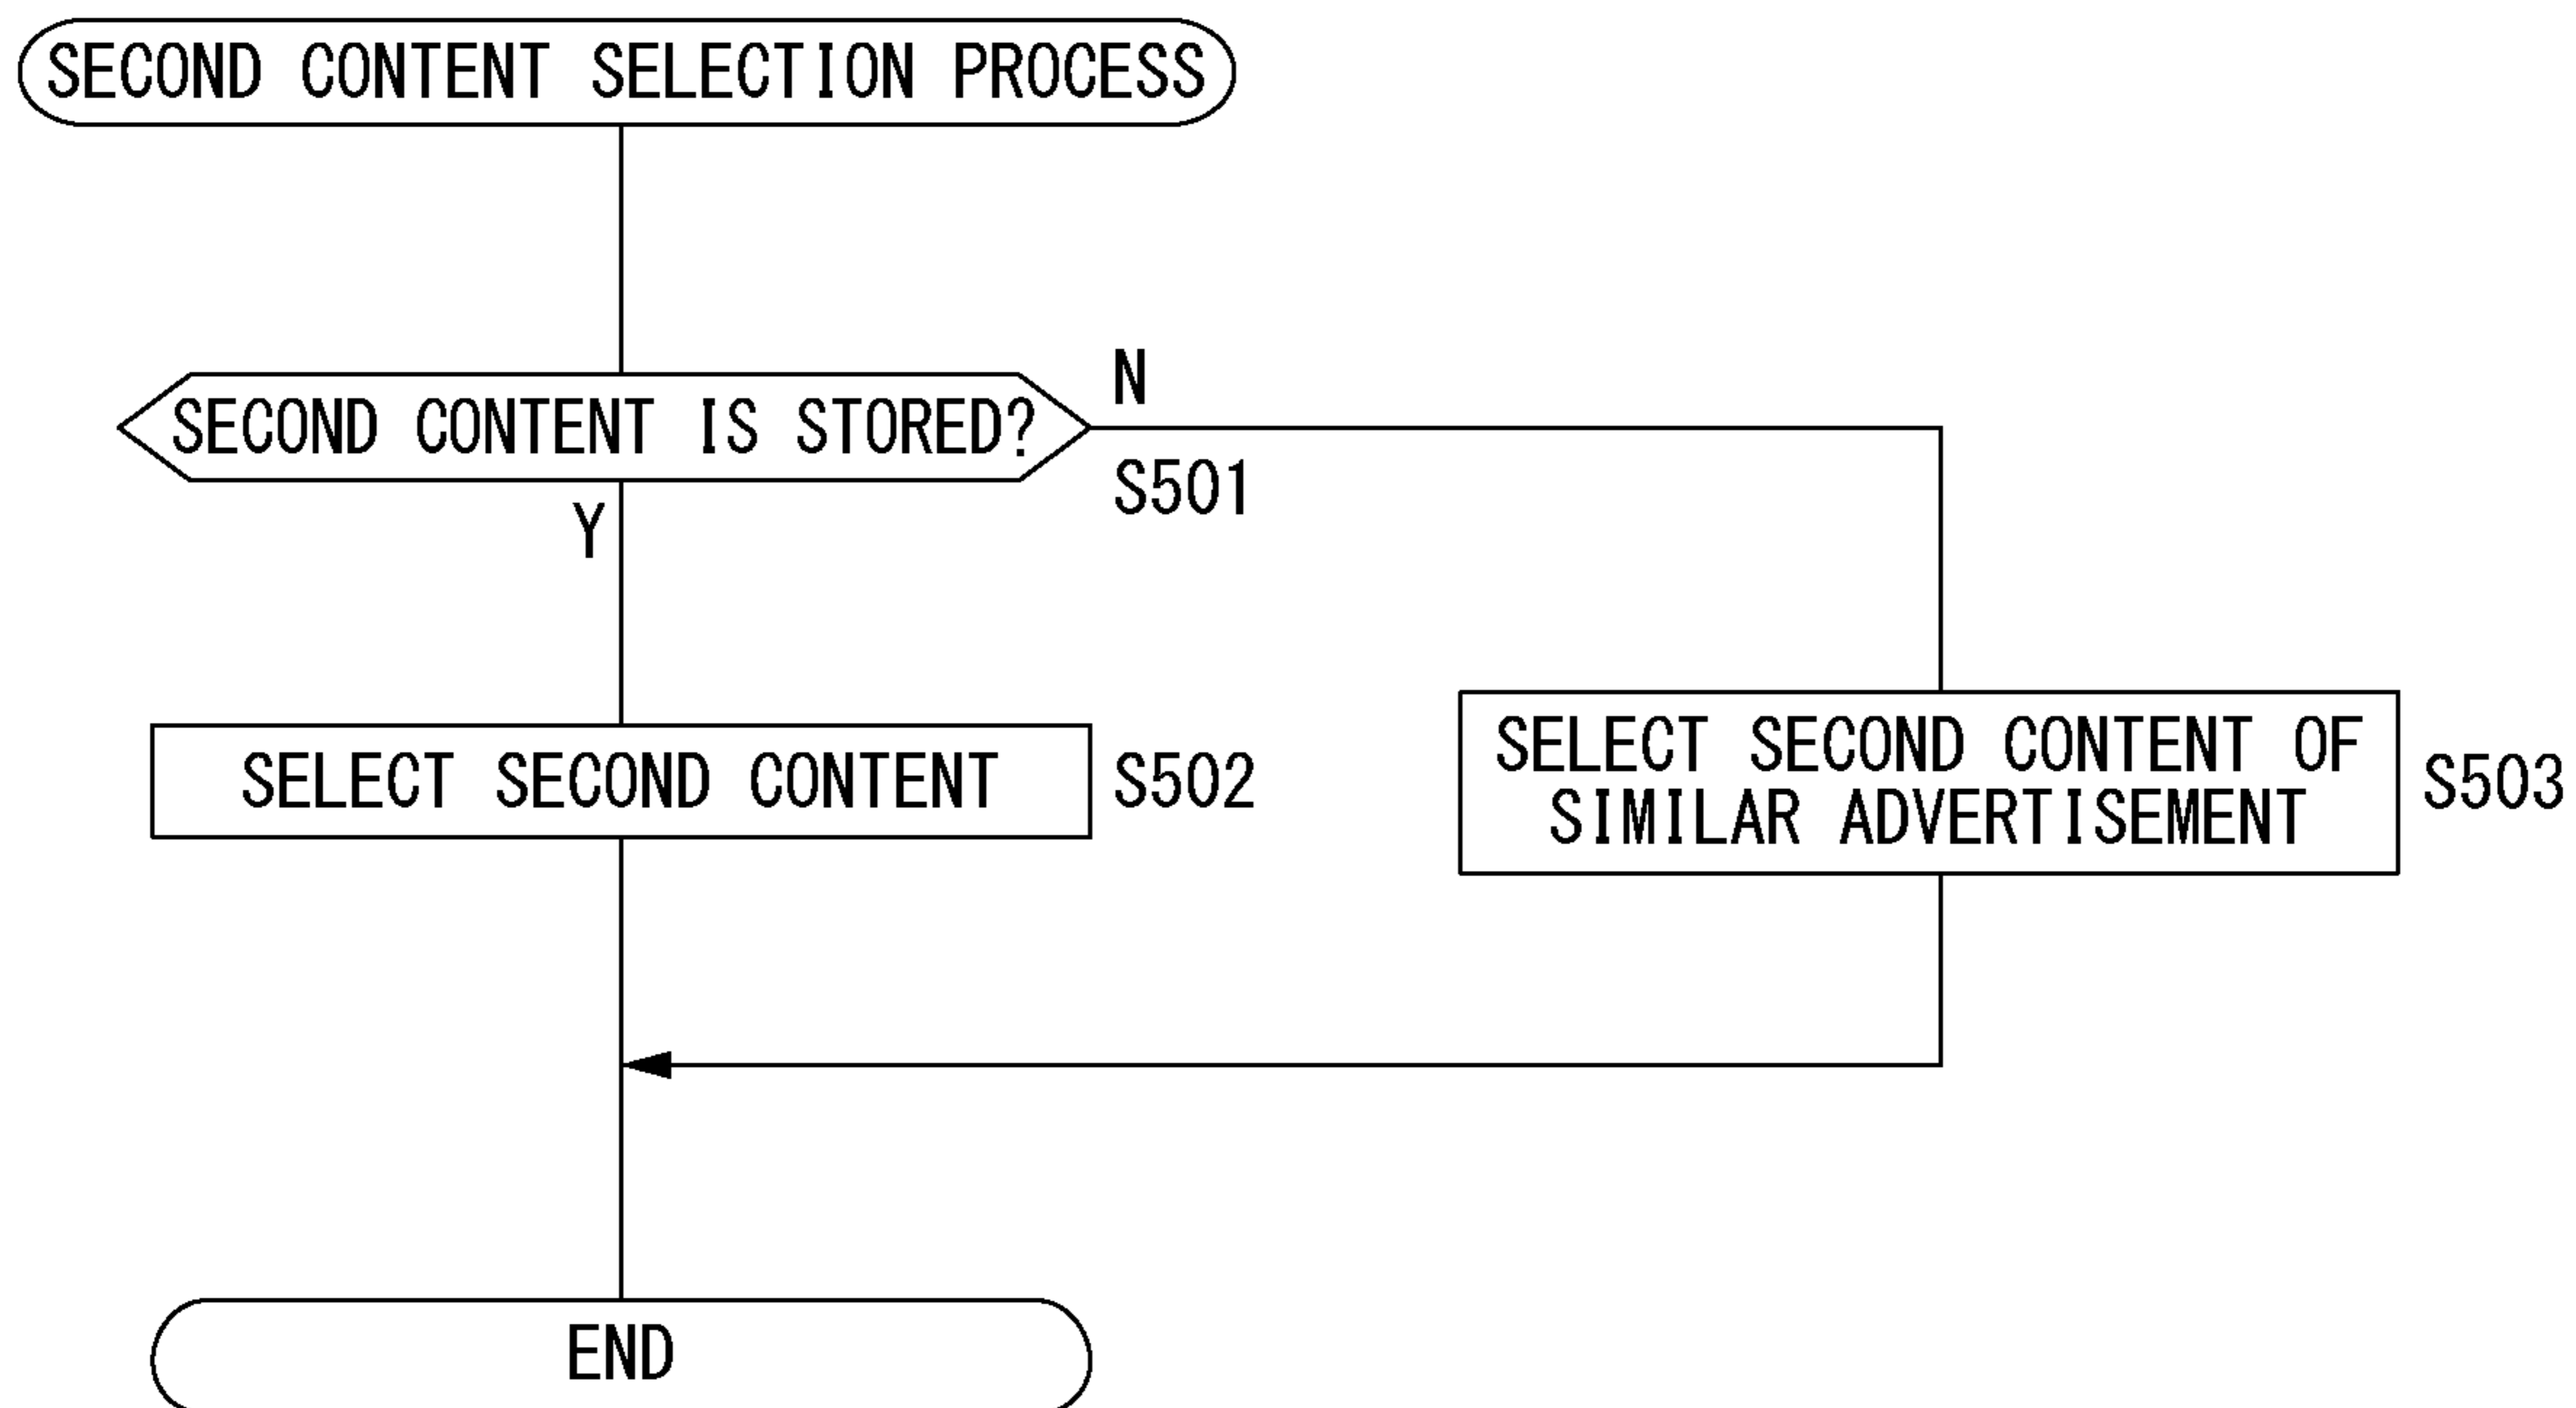 SECOND CONTENT SELECTION PROCESS
SECOND CONTENT IS STORED?
N
S501
Y
SELECT SECOND CONTENT
S502
SELECT SECOND CONTENT OF
SIMILAR ADVERTISEMENT
S503
END